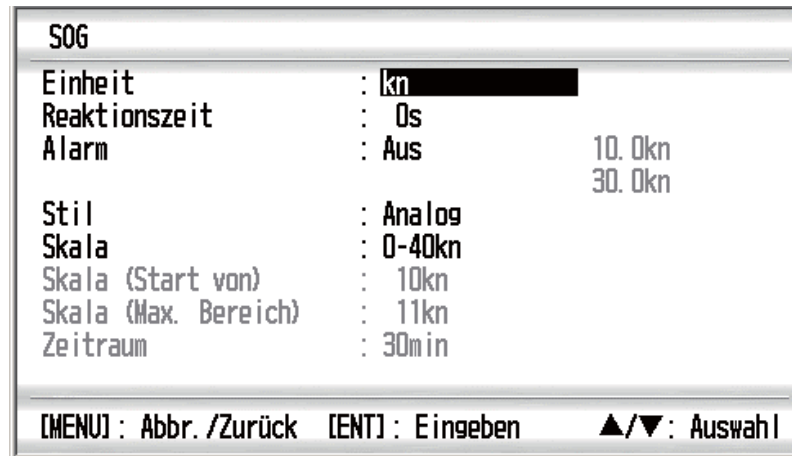 SOG
Einheit : kn
Reaktionszeit : 0s
Alarm : Aus 10.0kn
30.0kn
Stil : Analog
Skala : 0-40kn
Skala (Start von) : 10kn
Skala (Max. Bereich) : 11kn
Zeitraum : 30min
[MENU] : Abbr./Zurück [ENT] : Eingeben ▲/▼ : Auswahl